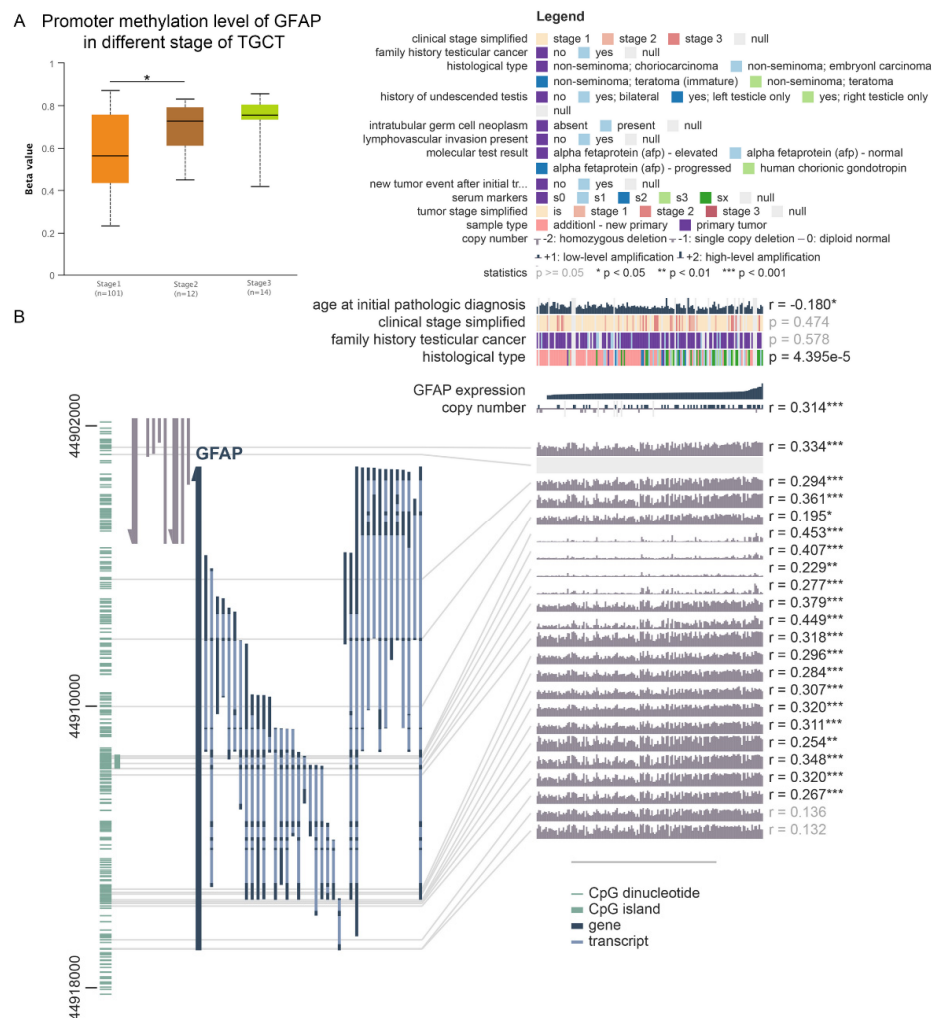 A
Promoter methylation level of GFAP
in different stage of TGCT
*
Beta value
1
0.8
0.6
0.4
0.2
0
Stage1
(n=101)
Stage2
(n=12)
Stage3
(n=14)
Legend
clinical stage simplified stage 1 stage 2 stage 3 null
family history testicular cancer no yes null
histological type non-seminoma; choriocarcinoma non-seminoma; embryonl carcinoma
non-seminoma; teratoma (immature) non-seminoma; teratoma
history of undescended testis no yes; bilateral yes; left testicle only yes; right testicle only
null
intratubular germ cell neoplasm absent present null
lymphovascular invasion present no yes null
molecular test result alpha fetaprotein (afp) - elevated alpha fetaprotein (afp) - normal
alpha fetaprotein (afp) - progressed human chorionic gondotropin
new tumor event after initial tr... no yes null
serum markers s0 s1 s2 s3 sx null
tumor stage simplified is stage 1 stage 2 stage 3 null
sample type additionl - new primary primary tumor
copy number -2: homozygous deletion -1: single copy deletion 0: diploid normal
+1: low-level amplification +2: high-level amplification
statistics p >= 0.05 * p < 0.05 ** p < 0.01 *** p < 0.001
B
age at initial pathologic diagnosis r = -0.180*
clinical stage simplified p = 0.474
family history testicular cancer p = 0.578
histological type p = 4.395e-5
GFAP expression
copy number r = 0.314***
44902000
44910000
44918000
GFAP
r = 0.334***
r = 0.294***
r = 0.361***
r = 0.195*
r = 0.453***
r = 0.407***
r = 0.229**
r = 0.277***
r = 0.379***
r = 0.449***
r = 0.318***
r = 0.296***
r = 0.284***
r = 0.307***
r = 0.320***
r = 0.311***
r = 0.254**
r = 0.348***
r = 0.320***
r = 0.267***
r = 0.136
r = 0.132
CpG dinucleotide
CpG island
gene
transcript